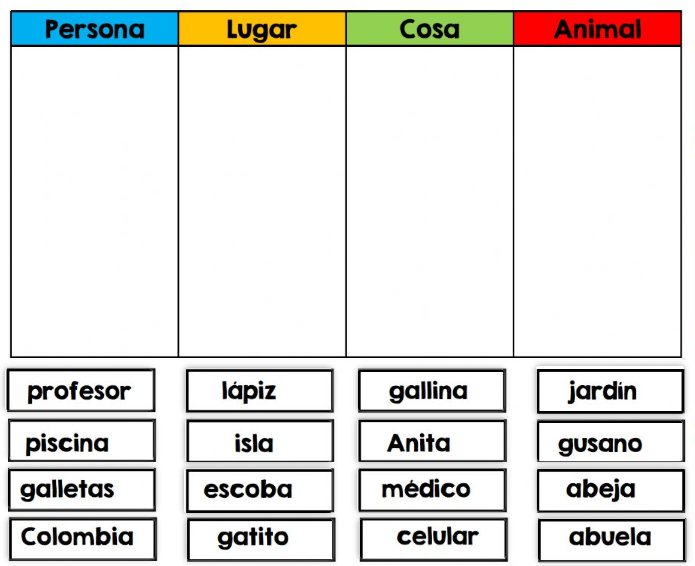 Persona Lugar Cosa Animal
profesor lápiz gallina jardín
piscina isla Anita gusano
galletas escoba médico abeja
Colombia gatito celular abuela